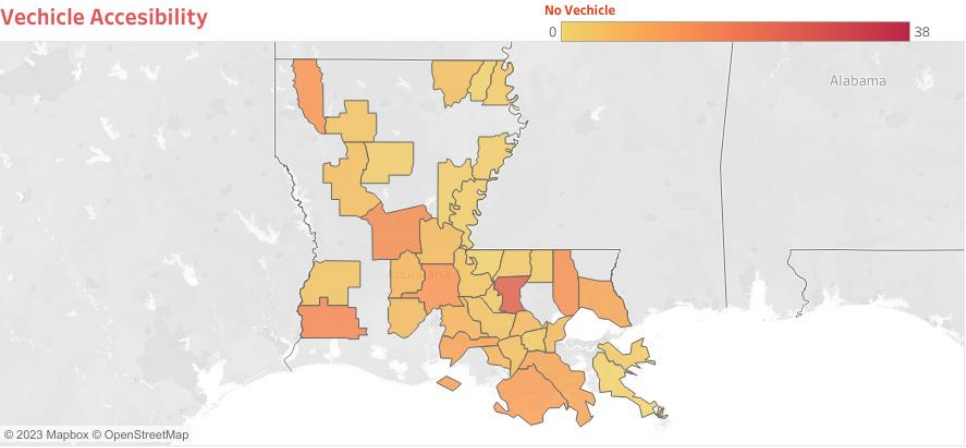 Vechicle Accesibility
No Vechicle
0
38
Alabama
Louisiana
© 2023 Mapbox © OpenStreetMap